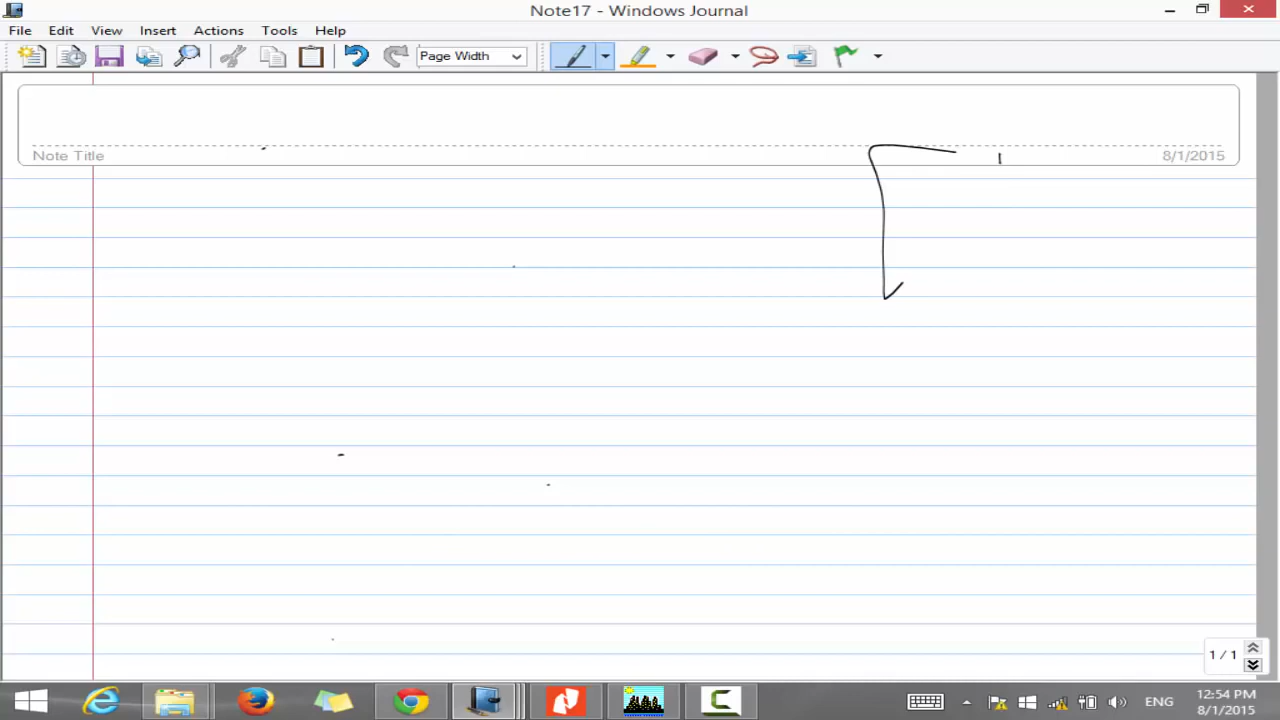 Note17 - Windows Journal
File Edit View Insert Actions Tools Help
Page Width
Note Title
8/1/2015
1 / 1
ENG
12:54 PM
8/1/2015